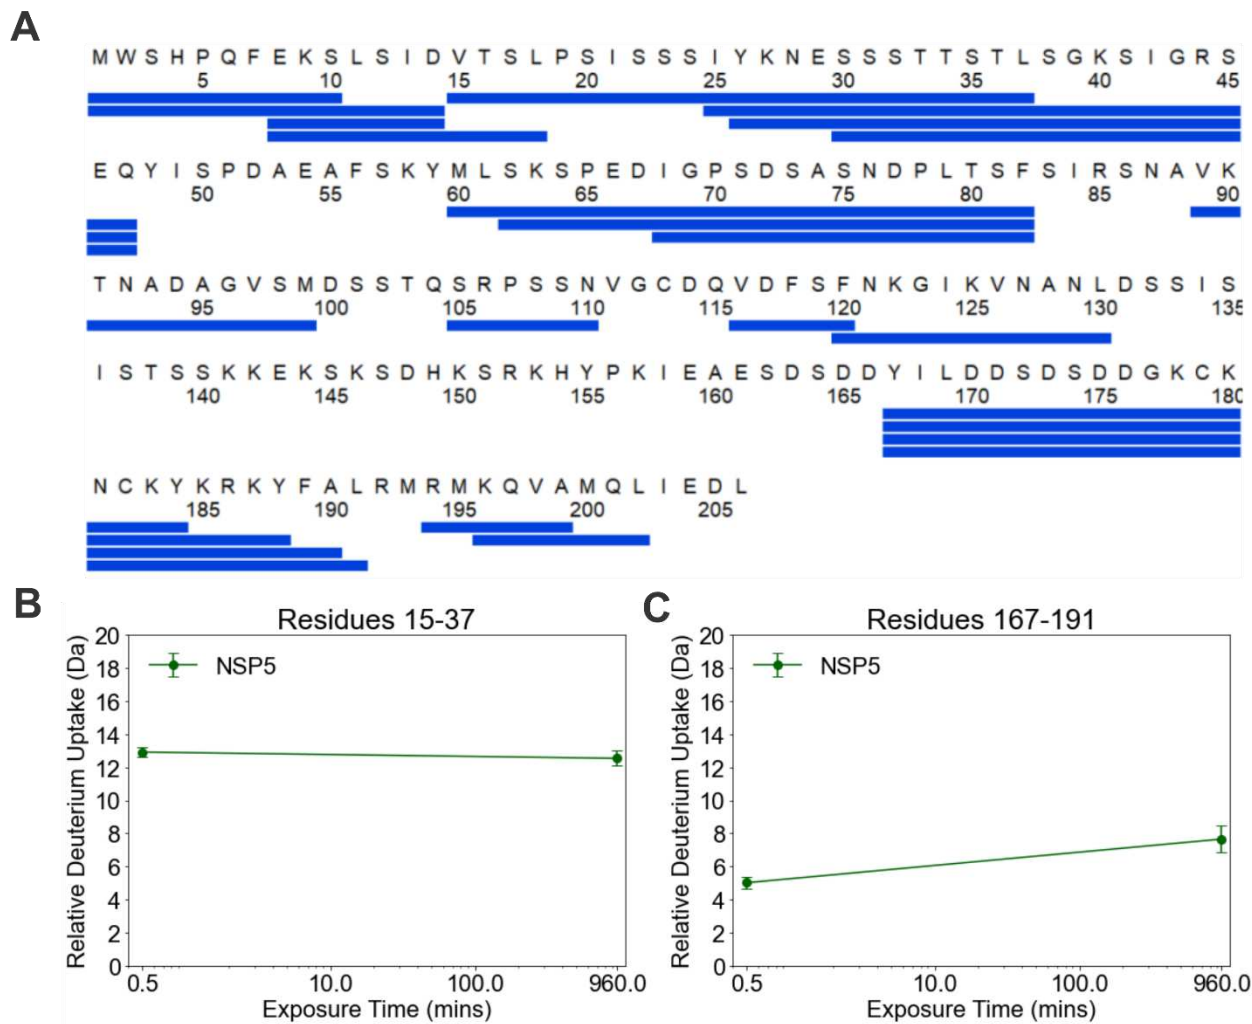 A
M W S H P Q F E K S L S I D V T S L P S I S S S I Y K N E S S S T T S T L S G K S I G R S
5 10 15 20 25 30 35 40 45
E Q Y I S P D A E A F S K Y M L S K S P E D I G P S D S A S N D P L T S F S I R S N A V K
50 55 60 65 70 75 80 85 90
T N A D A G V S M D S S T Q S R P S S N V G C D Q V D F S F N K G I K V N A N L D S S I S
95 100 105 110 115 120 125 130 135
I S T S S K K E K S K S D H K S R K H Y P K I E A E S D S D D Y I L D D S D S D D G K C K
140 145 150 155 160 165 170 175 180
N C K Y K R K Y F A L R M R M K Q V A M Q L I E D L
185 190 195 200 205
B
Residues 15-37
Relative Deuterium Uptake (Da)
20
18
16
14
12
10
8
6
4
2
0
NSP5
0.5 10.0 100.0 960.0
Exposure Time (mins)
C
Residues 167-191
Relative Deuterium Uptake (Da)
20
18
16
14
12
10
8
6
4
2
0
NSP5
0.5 10.0 100.0 960.0
Exposure Time (mins)